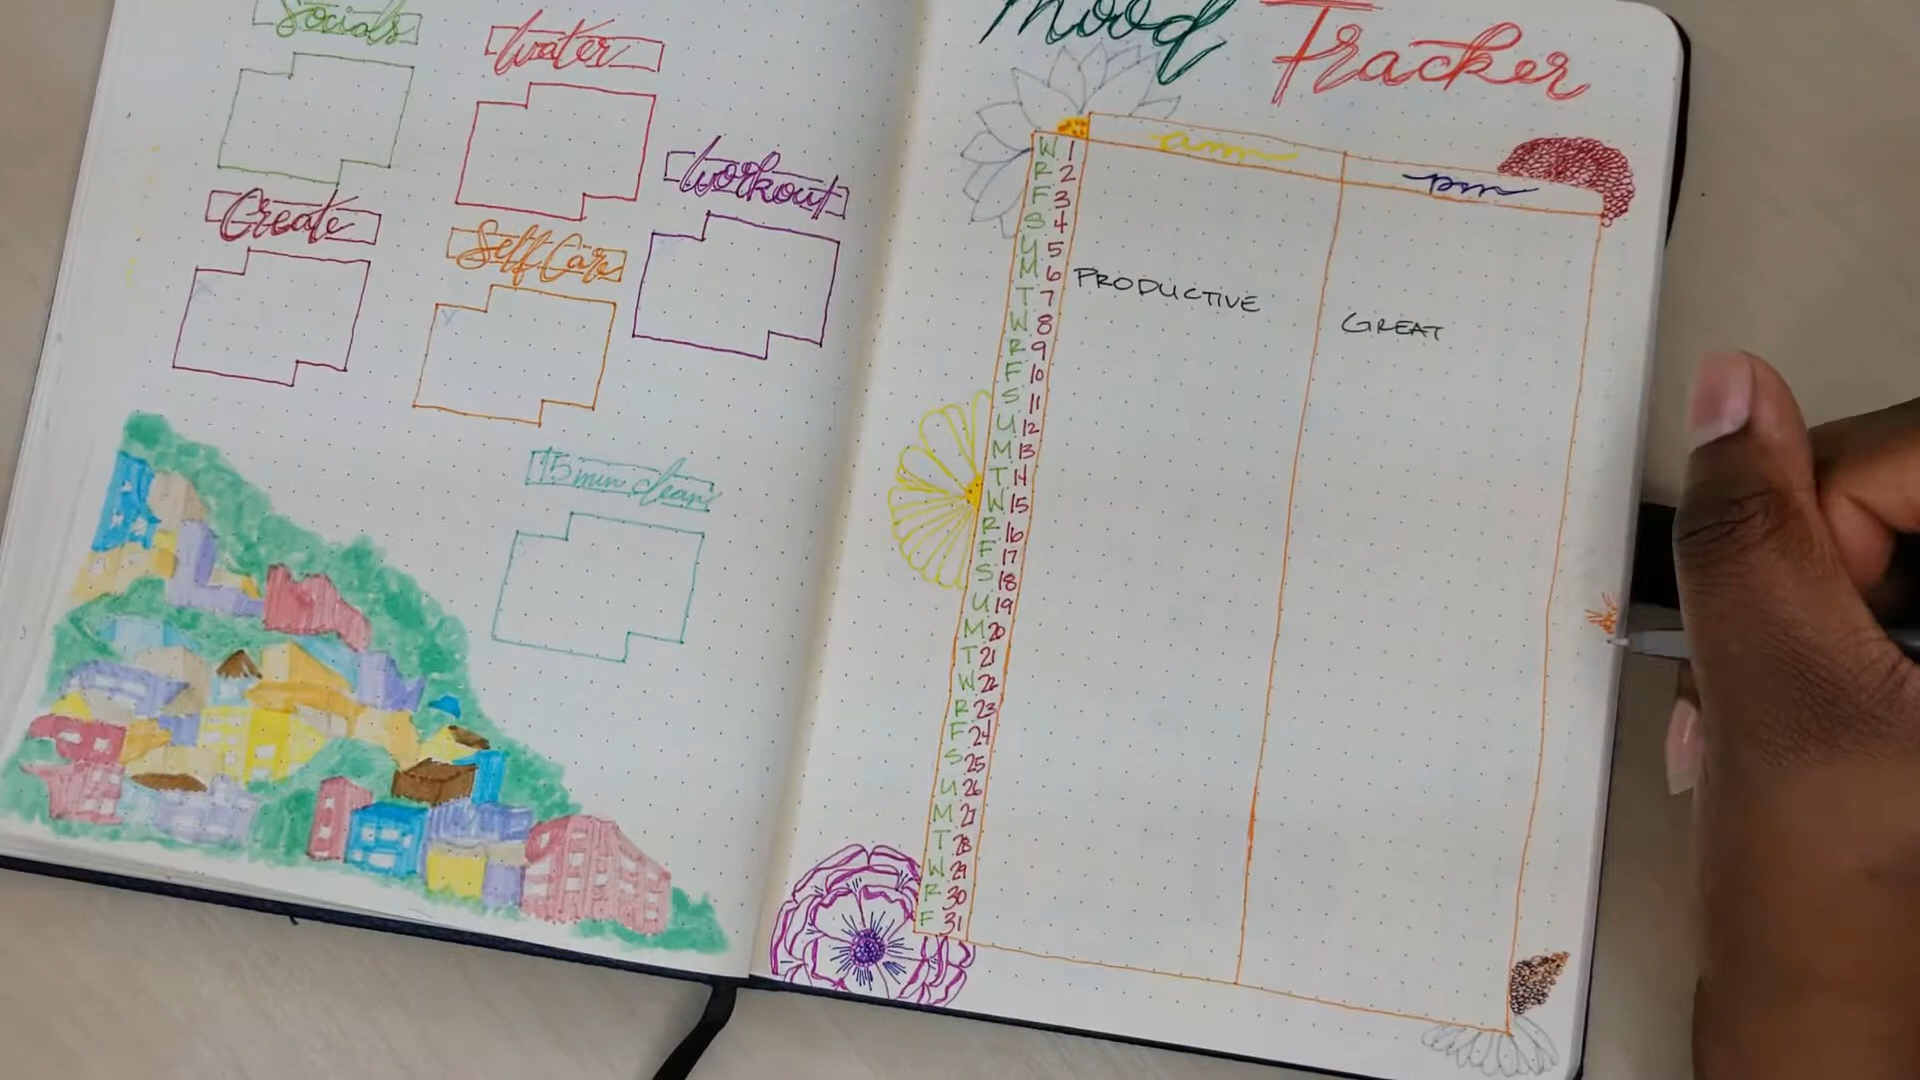 Socials
water
workout
Create
Self Care
15 min clean
Mood Tracker
am pm
W 1
R 2
F 3
S 4
U 5
M 6 PRODUCTIVE
T 7
W 8 GREAT
R 9
F 10
S 11
U 12
M 13
T 14
W 15
R 16
F 17
S 18
U 19
M 20
T 21
W 22
R 23
F 24
S 25
U 26
M 27
T 28
W 29
R 30
F 31